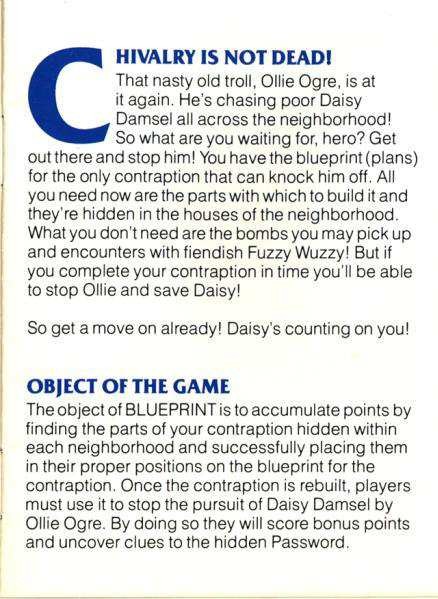 CHIVALRY IS NOT DEAD!
That nasty old troll, Ollie Ogre, is at
it again. He's chasing poor Daisy
Damsel all across the neighborhood!
So what are you waiting for, hero? Get
out there and stop him! You have the blueprint (plans)
for the only contraption that can knock him off. All
you need now are the parts with which to build it and
they're hidden in the houses of the neighborhood.
What you don't need are the bombs you may pick up
and encounters with fiendish Fuzzy Wuzzy! But if
you complete your contraption in time you'll be able
to stop Ollie and save Daisy!
So get a move on already! Daisy's counting on you!
OBJECT OF THE GAME
The object of BLUEPRINT is to accumulate points by
finding the parts of your contraption hidden within
each neighborhood and successfully placing them
in their proper positions on the blueprint for the
contraption. Once the contraption is rebuilt, players
must use it to stop the pursuit of Daisy Damsel by
Ollie Ogre. By doing so they will score bonus points
and uncover clues to the hidden Password.